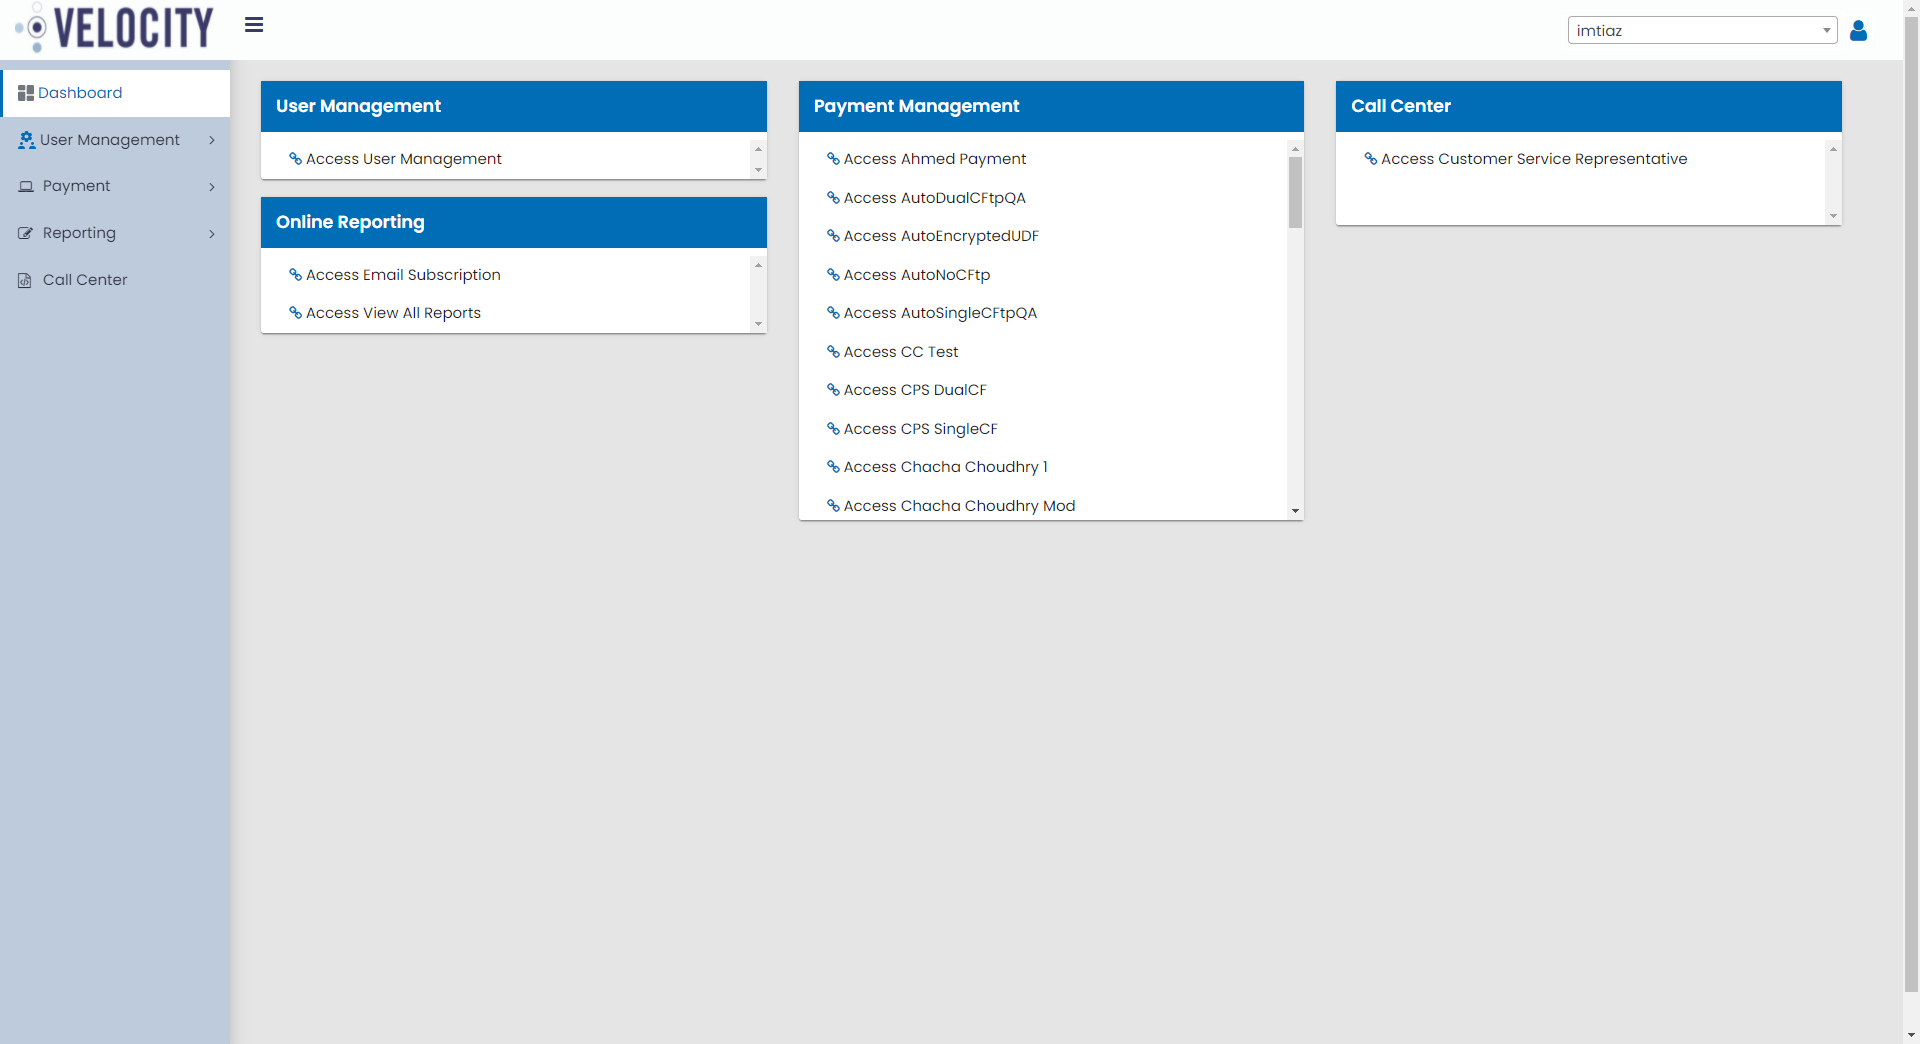 VELOCITY
imtiaz
Dashboard
User Management
Payment
Reporting
Call Center
User Management
Access User Management
Online Reporting
Access Email Subscription
Access View All Reports
Payment Management
Access Ahmed Payment
Access AutoDualCFtpQA
Access AutoEncryptedUDF
Access AutoNoCFtp
Access AutoSingleCFtpQA
Access CC Test
Access CPS DualCF
Access CPS SingleCF
Access Chacha Choudhry 1
Access Chacha Choudhry Mod
Call Center
Access Customer Service Representative